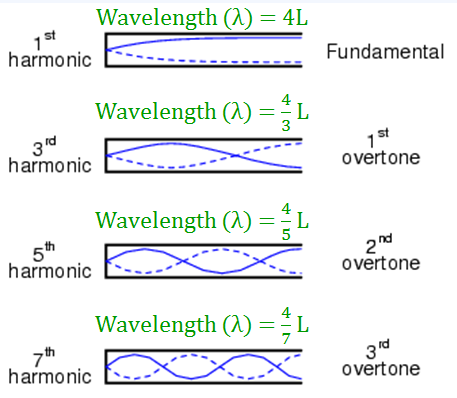 Wavelength (λ) = 4L
1st harmonic
Fundamental
Wavelength (λ) = 4/3 L
3rd harmonic
1st overtone
Wavelength (λ) = 4/5 L
5th harmonic
2nd overtone
Wavelength (λ) = 4/7 L
7th harmonic
3rd overtone